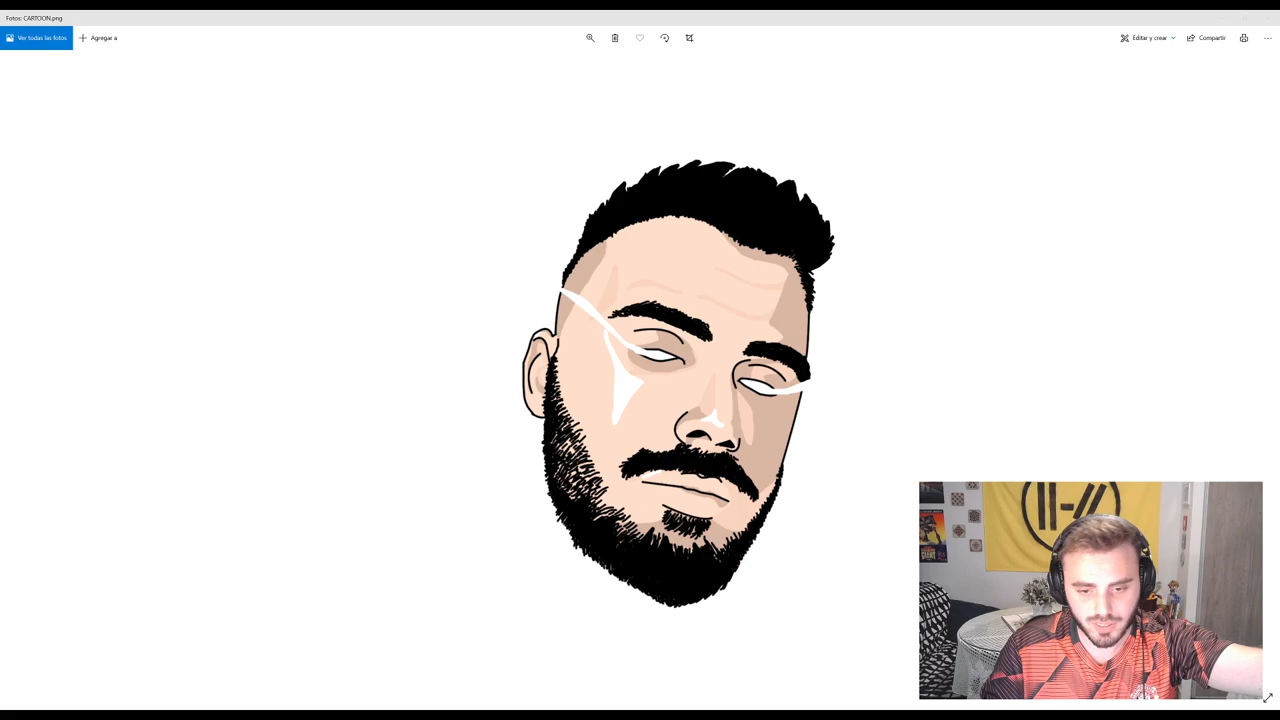 Fotos: CARTOON.png
Ver todas las fotos
Agregar a
Editar y crear
Compartir